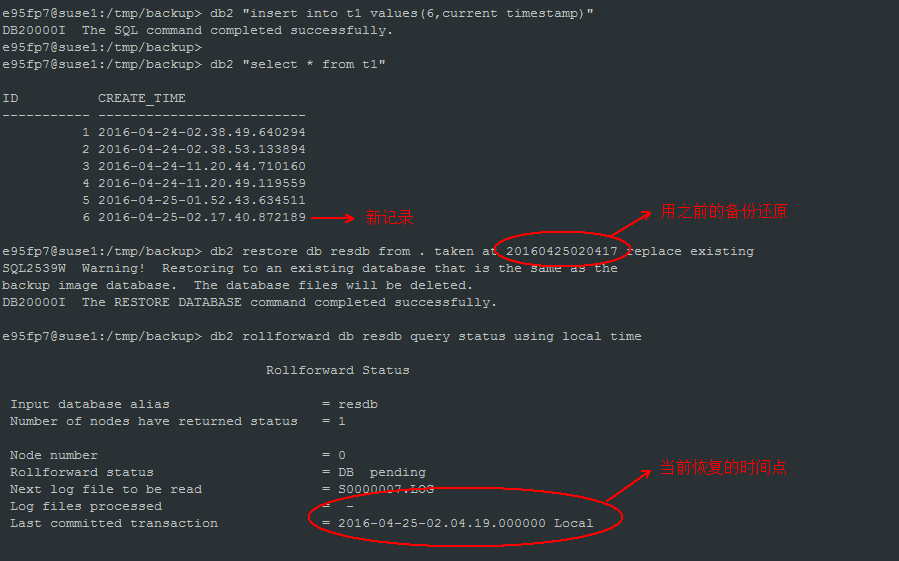 e95fp7@suse1:/tmp/backup> db2 "insert into t1 values(6,current timestamp)"
DB20000I  The SQL command completed successfully.
e95fp7@suse1:/tmp/backup>
e95fp7@suse1:/tmp/backup> db2 "select * from t1"
ID          CREATE_TIME
----------- --------------------------
          1 2016-04-24-02.38.49.640294
          2 2016-04-24-02.38.53.133894
          3 2016-04-24-11.20.44.710160
          4 2016-04-24-11.20.49.119559
          5 2016-04-25-01.52.43.634511
          6 2016-04-25-02.17.40.872189 新记录
用之前的备份还原
e95fp7@suse1:/tmp/backup> db2 restore db resdb from . taken at 20160425020417 replace existing
SQL2539W  Warning!  Restoring to an existing database that is the same as the
backup image database.  The database files will be deleted.
DB20000I  The RESTORE DATABASE command completed successfully.
e95fp7@suse1:/tmp/backup> db2 rollforward db resdb query status using local time
Rollforward Status
Input database alias                   = resdb
Number of nodes have returned status   = 1
Node number                            = 0
Rollforward status                     = DB  pending
当前恢复的时间点
Next log file to be read               = S0000007.LOG
Log files processed                    =  -
Last committed transaction             = 2016-04-25-02.04.19.000000 Local